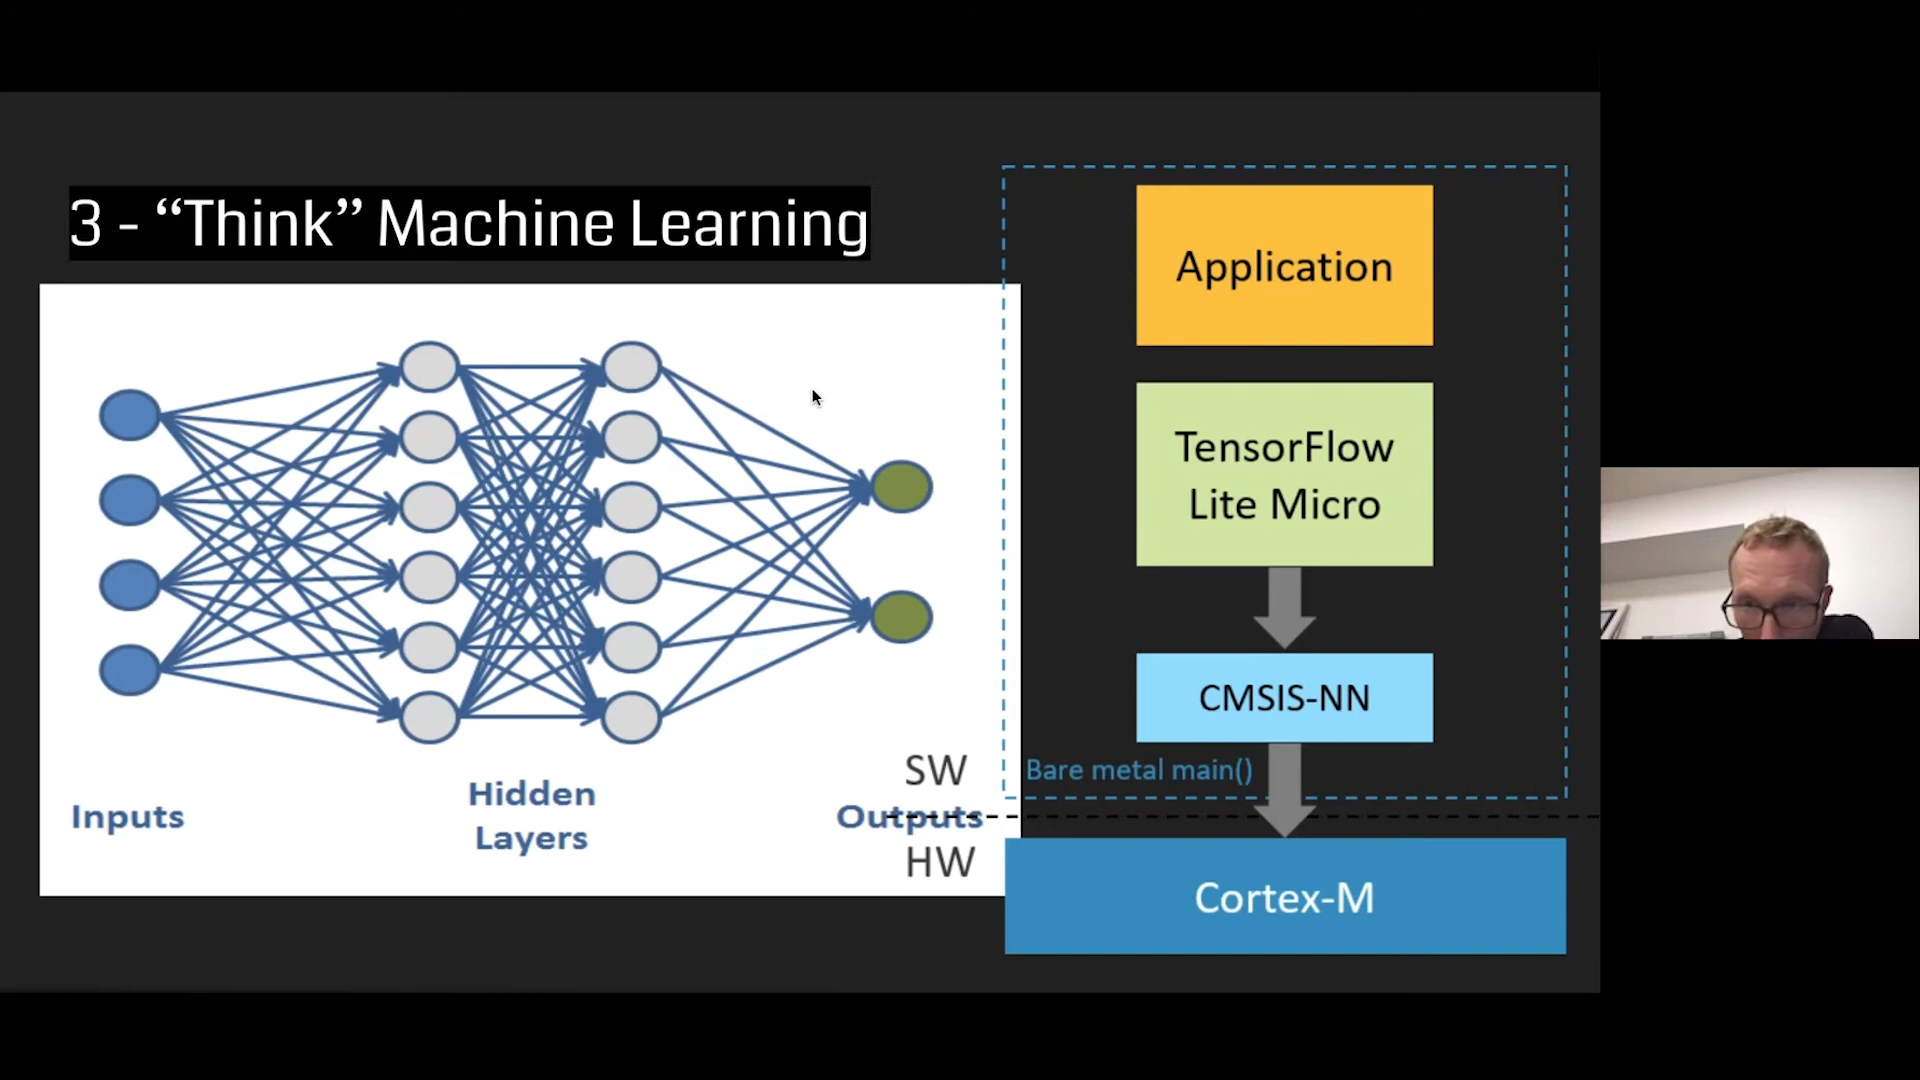 3 - “Think” Machine Learning
Inputs
Hidden
Layers
Outputs
SW
HW
Application
TensorFlow
Lite Micro
CMSIS-NN
Bare metal main()
Cortex-M